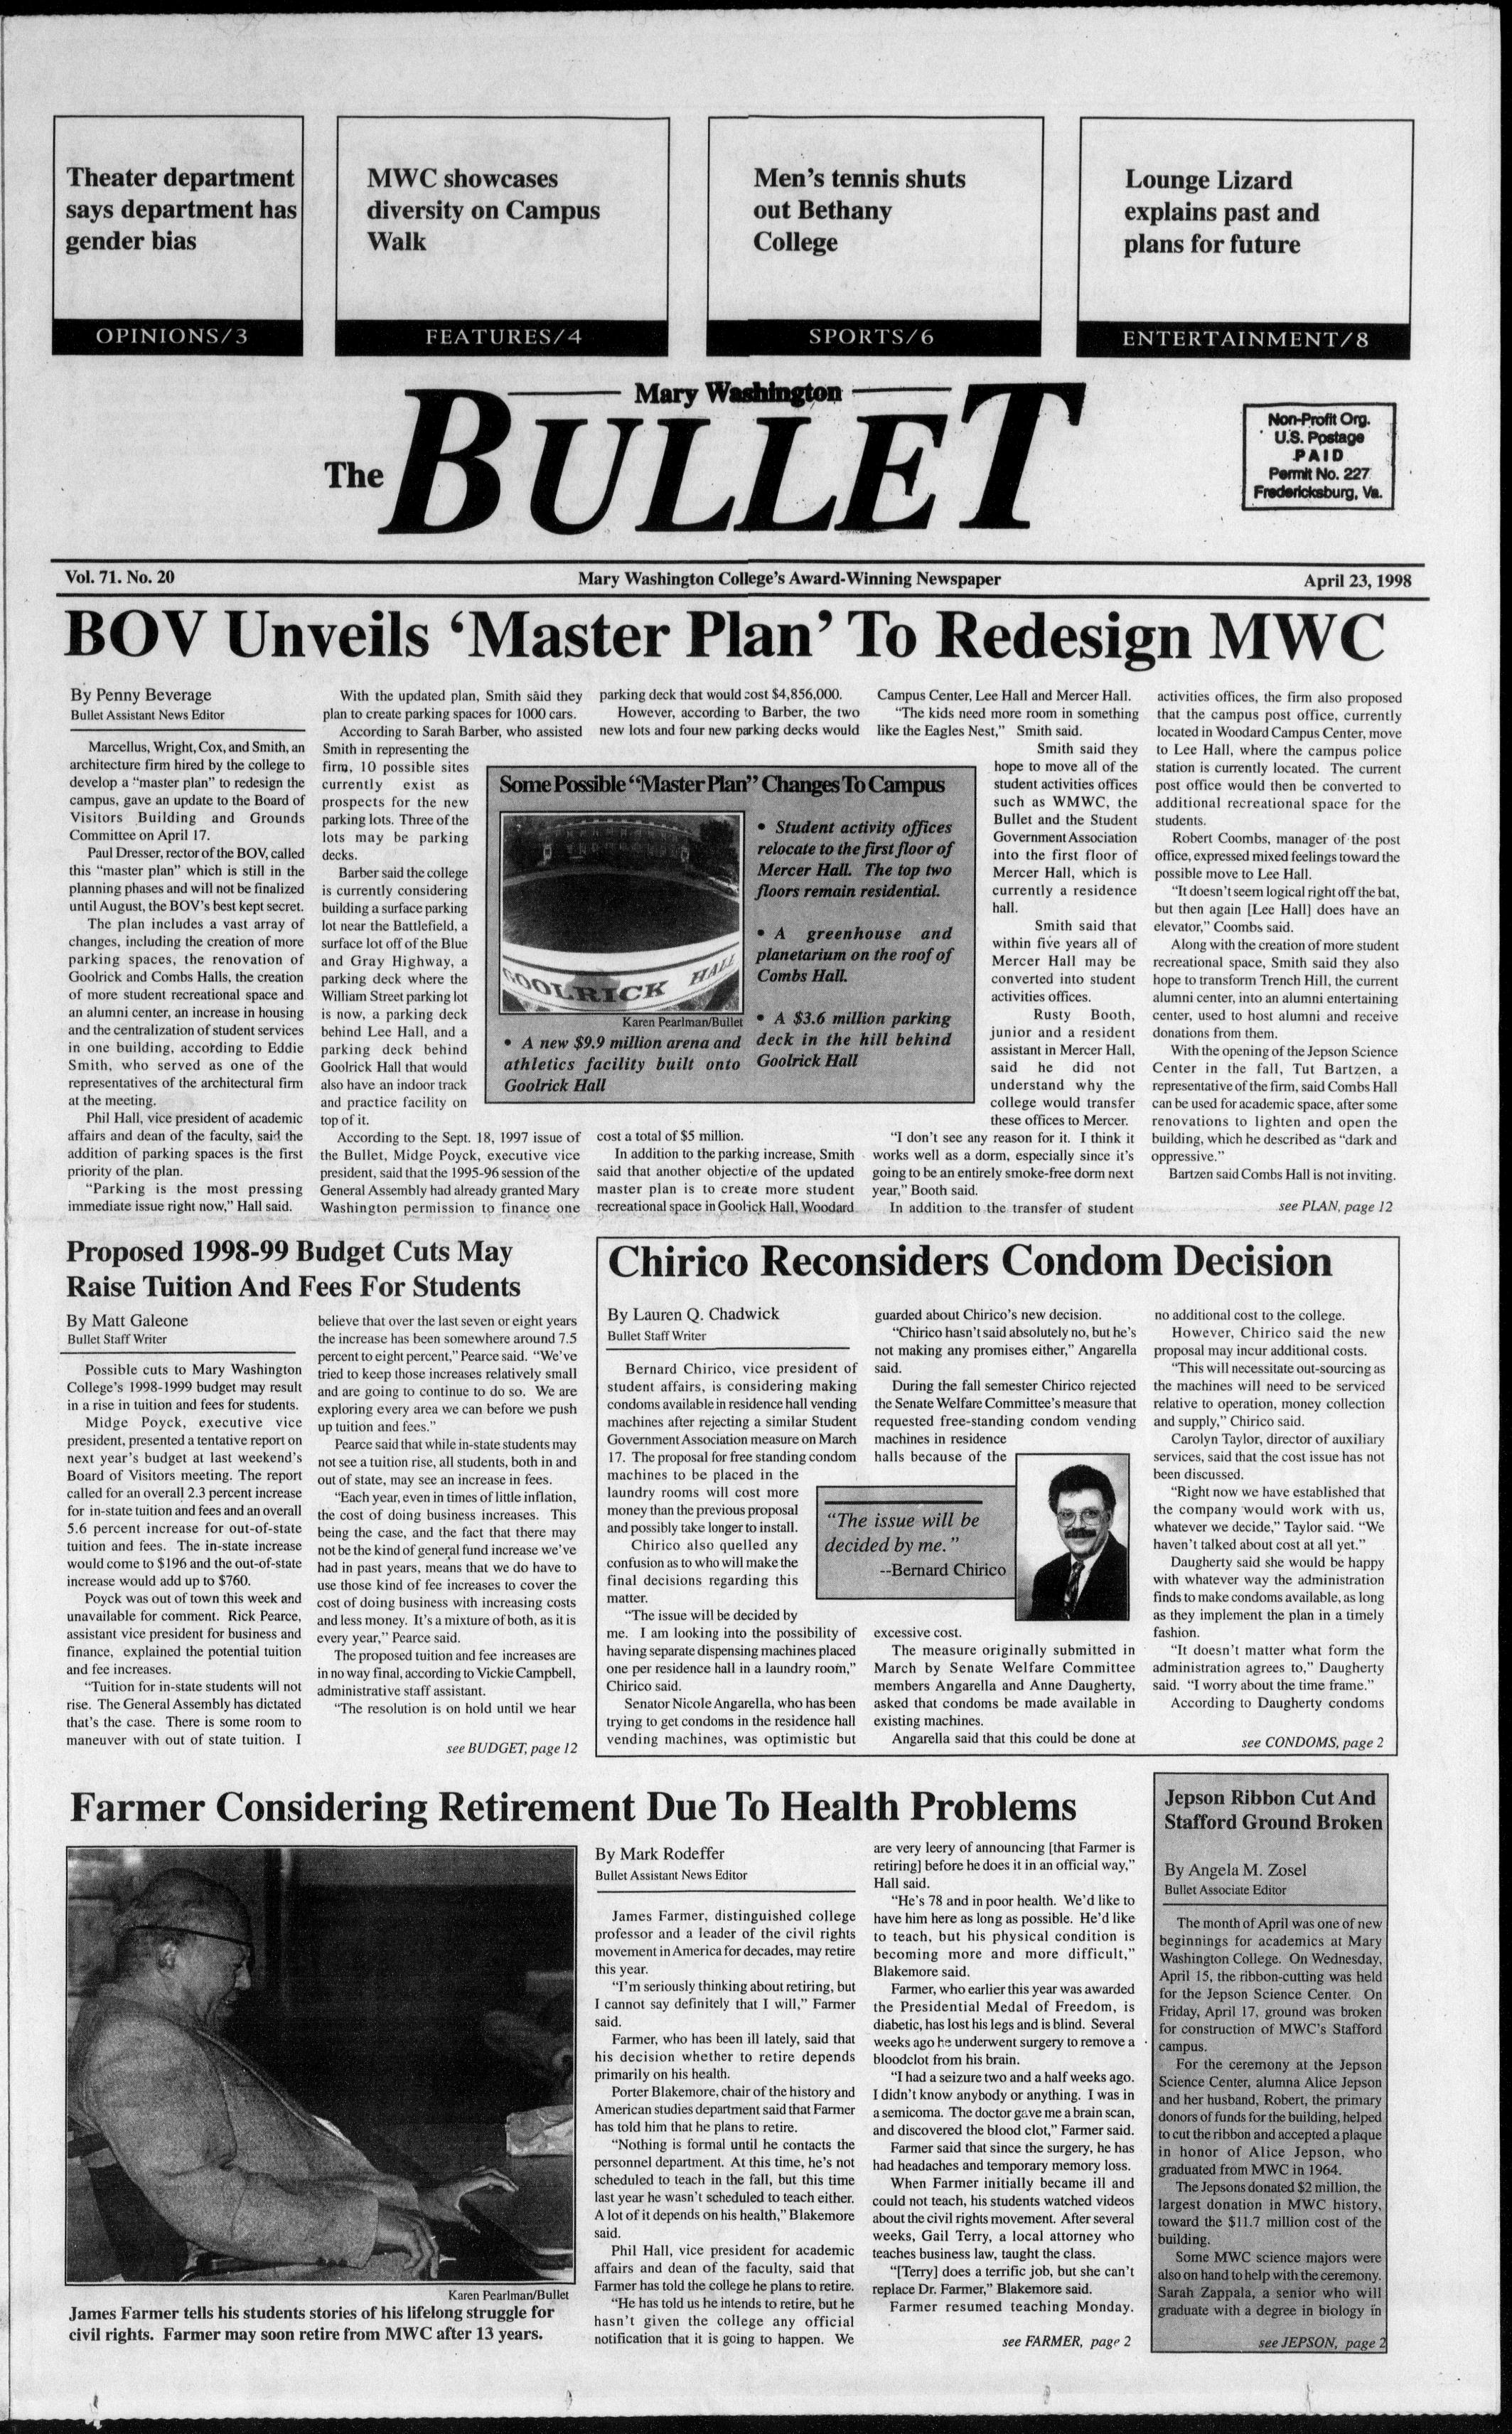 Theater department
says department has
gender bias
OPINIONS/3
MWC showcases
diversity on Campus
Walk
FEATURES/4
Men's tennis shuts
out Bethany
College
SPORTS/6
Lounge Lizard
explains past and
plans for future
ENTERTAINMENT/8
Mary Washington
The BULLET
Non-Profit Org.
U.S. Postage
PAID
Permit No. 227
Fredericksburg, Va.
Vol. 71. No. 20
Mary Washington College's Award-Winning Newspaper
April 23, 1998
BOV Unveils 'Master Plan' To Redesign MWC
By Penny Beverage
Bullet Assistant News Editor
Marcellus, Wright, Cox, and Smith, an
architecture firm hired by the college to
develop a "master plan" to redesign the
campus, gave an update to the Board of
Visitors Building and Grounds
Committee on April 17.
Paul Dresser, rector of the BOV, called
this "master plan" which is still in the
planning phases and will not be finalized
until August, the BOV's best kept secret.
The plan includes a vast array of
changes, including the creation of more
parking spaces, the renovation of
Goolrick and Combs Halls, the creation
of more student recreational space and
an alumni center, an increase in housing
and the centralization of student services
in one building, according to Eddie
Smith, who served as one of the
representatives of the architectural firm
at the meeting.
Phil Hall, vice president of academic
affairs and dean of the faculty, said the
addition of parking spaces is the first
priority of the plan.
"Parking is the most pressing
immediate issue right now," Hall said.
With the updated plan, Smith said they
plan to create parking spaces for 1000 cars.
According to Sarah Barber, who assisted
Smith in representing the
firm, 10 possible sites
currently exist as
prospects for the new
parking lots. Three of the
lots may be parking
decks.
Barber said the college
is currently considering
building a surface parking
lot near the Battlefield, a
surface lot off of the Blue
and Gray Highway, a
parking deck where the
William Street parking lot
is now, a parking deck
behind Lee Hall, and a
parking deck behind
Goolrick Hall that would
also have an indoor track
and practice facility on
top of it.
According to the Sept. 18, 1997 issue of
the Bullet, Midge Poyck, executive vice
president, said that the 1995-96 session of the
General Assembly had already granted Mary
Washington permission to finance one
parking deck that would cost $4,856,000.
However, according to Barber, the two
new lots and four new parking decks would
Some Possible "Master Plan" Changes To Campus
GOOLRICK HALL
Karen Pearlman/Bullet
• A new $9.9 million arena and
athletics facility built onto
Goolrick Hall
• Student activity offices
relocate to the first floor of
Mercer Hall. The top two
floors remain residential.
• A greenhouse and
planetarium on the roof of
Combs Hall.
• A $3.6 million parking
deck in the hill behind
Goolrick Hall
cost a total of $5 million.
In addition to the parking increase, Smith
said that another objective of the updated
master plan is to create more student
recreational space in Goolick Hall, Woodard
Campus Center, Lee Hall and Mercer Hall.
"The kids need more room in something
like the Eagles Nest," Smith said.
Smith said they
hope to move all of the
student activities offices
such as WMWC, the
Bullet and the Student
Government Association
into the first floor of
Mercer Hall, which is
currently a residence
hall.
Smith said that
within five years all of
Mercer Hall may be
converted into student
activities offices.
Rusty Booth,
junior and a resident
assistant in Mercer Hall,
said he did not
understand why the
college would transfer
these offices to Mercer.
"I don't see any reason for it. I think it
works well as a dorm, especially since it's
going to be an entirely smoke-free dorm next
year," Booth said.
In addition to the transfer of student
activities offices, the firm also proposed
that the campus post office, currently
located in Woodard Campus Center, move
to Lee Hall, where the campus police
station is currently located. The current
post office would then be converted to
additional recreational space for the
students.
Robert Coombs, manager of the post
office, expressed mixed feelings toward the
possible move to Lee Hall.
"It doesn't seem logical right off the bat,
but then again [Lee Hall] does have an
elevator," Coombs said.
Along with the creation of more student
recreational space, Smith said they also
hope to transform Trench Hill, the current
alumni center, into an alumni entertaining
center, used to host alumni and receive
donations from them.
With the opening of the Jepson Science
Center in the fall, Tut Bartzen, a
representative of the firm, said Combs Hall
can be used for academic space, after some
renovations to lighten and open the
building, which he described as "dark and
oppressive."
Bartzen said Combs Hall is not inviting.
see PLAN, page 12
Proposed 1998-99 Budget Cuts May
Raise Tuition And Fees For Students
By Matt Galeone
Bullet Staff Writer
Possible cuts to Mary Washington
College's 1998-1999 budget may result
in a rise in tuition and fees for students.
Midge Poyck, executive vice
president, presented a tentative report on
next year's budget at last weekend's
Board of Visitors meeting. The report
called for an overall 2.3 percent increase
for in-state tuition and fees and an overall
5.6 percent increase for out-of-state
tuition and fees. The in-state increase
would come to $196 and the out-of-state
increase would add up to $760.
Poyck was out of town this week and
unavailable for comment. Rick Pearce,
assistant vice president for business and
finance, explained the potential tuition
and fee increases.
"Tuition for in-state students will not
rise. The General Assembly has dictated
that's the case. There is some room to
maneuver with out of state tuition. I
believe that over the last seven or eight years
the increase has been somewhere around 7.5
percent to eight percent," Pearce said. "We've
tried to keep those increases relatively small
and are going to continue to do so. We are
exploring every area we can before we push
up tuition and fees."
Pearce said that while in-state students may
not see a tuition rise, all students, both in and
out of state, may see an increase in fees.
"Each year, even in times of little inflation,
the cost of doing business increases. This
being the case, and the fact that there may
not be the kind of general fund increase we've
had in past years, means that we do have to
use those kind of fee increases to cover the
cost of doing business with increasing costs
and less money. It's a mixture of both, as it is
every year," Pearce said.
The proposed tuition and fee increases are
in no way final, according to Vickie Campbell,
administrative staff assistant.
"The resolution is on hold until we hear
see BUDGET, page 12
Chirico Reconsiders Condom Decision
By Lauren Q. Chadwick
Bullet Staff Writer
Bernard Chirico, vice president of
student affairs, is considering making
condoms available in residence hall vending
machines after rejecting a similar Student
Government Association measure on March
17. The proposal for free standing condom
machines to be placed in the
laundry rooms will cost more
money than the previous proposal
and possibly take longer to install.
Chirico also quelled any
confusion as to who will make the
final decisions regarding this
matter.
"The issue will be decided by
me. I am looking into the possibility of
having separate dispensing machines placed
one per residence hall in a laundry room,"
Chirico said.
Senator Nicole Angarella, who has been
trying to get condoms in the residence hall
vending machines, was optimistic but
guarded about Chirico's new decision.
"Chirico hasn't said absolutely no, but he's
not making any promises either," Angarella
said.
During the fall semester Chirico rejected
the Senate Welfare Committee's measure that
requested free-standing condom vending
machines in residence
halls because of the
"The issue will be
decided by me."
--Bernard Chirico
excessive cost.
The measure originally submitted in
March by Senate Welfare Committee
members Angarella and Anne Daugherty,
asked that condoms be made available in
existing machines.
Angarella said that this could be done at
no additional cost to the college.
However, Chirico said the new
proposal may incur additional costs.
"This will necessitate out-sourcing as
the machines will need to be serviced
relative to operation, money collection
and supply," Chirico said.
Carolyn Taylor, director of auxiliary
services, said that the cost issue has not
been discussed.
"Right now we have established that
the company would work with us,
whatever we decide," Taylor said. "We
haven't talked about cost at all yet."
Daugherty said she would be happy
with whatever way the administration
finds to make condoms available, as long
as they implement the plan in a timely
fashion.
"It doesn't matter what form the
administration agrees to," Daugherty
said. "I worry about the time frame."
According to Daugherty condoms
see CONDOMS, page 2
Farmer Considering Retirement Due To Health Problems
Karen Pearlman/Bullet
James Farmer tells his students stories of his lifelong struggle for
civil rights. Farmer may soon retire from MWC after 13 years.
By Mark Rodeffer
Bullet Assistant News Editor
James Farmer, distinguished college
professor and a leader of the civil rights
movement in America for decades, may retire
this year.
"I'm seriously thinking about retiring, but
I cannot say definitely that I will," Farmer
said.
Farmer, who has been ill lately, said that
his decision whether to retire depends
primarily on his health.
Porter Blakemore, chair of the history and
American studies department said that Farmer
has told him that he plans to retire.
"Nothing is formal until he contacts the
personnel department. At this time, he's not
scheduled to teach in the fall, but this time
last year he wasn't scheduled to teach either.
A lot of it depends on his health," Blakemore
said.
Phil Hall, vice president for academic
affairs and dean of the faculty, said that
Farmer has told the college he plans to retire.
"He has told us he intends to retire, but he
hasn't given the college any official
notification that it is going to happen. We
are very leery of announcing [that Farmer is
retiring] before he does it in an official way,"
Hall said.
"He's 78 and in poor health. We'd like to
have him here as long as possible. He'd like
to teach, but his physical condition is
becoming more and more difficult,"
Blakemore said.
Farmer, who earlier this year was awarded
the Presidential Medal of Freedom, is
diabetic, has lost his legs and is blind. Several
weeks ago he underwent surgery to remove a
bloodclot from his brain.
"I had a seizure two and a half weeks ago.
I didn't know anybody or anything. I was in
a semicoma. The doctor gave me a brain scan,
and discovered the blood clot," Farmer said.
Farmer said that since the surgery, he has
had headaches and temporary memory loss.
When Farmer initially became ill and
could not teach, his students watched videos
about the civil rights movement. After several
weeks, Gail Terry, a local attorney who
teaches business law, taught the class.
"[Terry] does a terrific job, but she can't
replace Dr. Farmer," Blakemore said.
Farmer resumed teaching Monday.
see FARMER, page 2
Jepson Ribbon Cut And
Stafford Ground Broken
By Angela M. Zosel
Bullet Associate Editor
The month of April was one of new
beginnings for academics at Mary
Washington College. On Wednesday,
April 15, the ribbon-cutting was held
for the Jepson Science Center. On
Friday, April 17, ground was broken
for construction of MWC's Stafford
campus.
For the ceremony at the Jepson
Science Center, alumna Alice Jepson
and her husband, Robert, the primary
donors of funds for the building, helped
to cut the ribbon and accepted a plaque
in honor of Alice Jepson, who
graduated from MWC in 1964.
The Jepsons donated $2 million, the
largest donation in MWC history,
toward the $11.7 million cost of the
building.
Some MWC science majors were
also on hand to help with the ceremony.
Sarah Zappala, a senior who will
graduate with a degree in biology in
see JEPSON, page 2